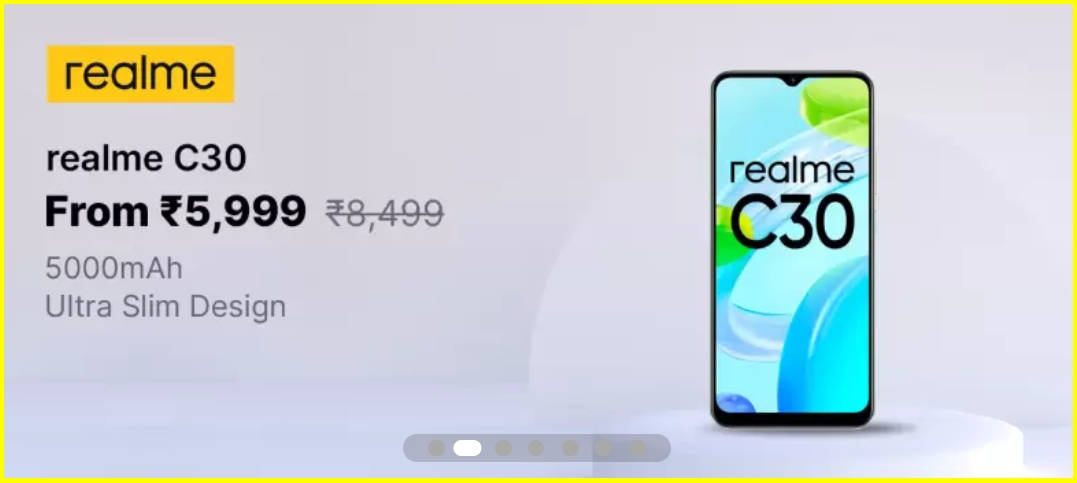 realme
realme C30
From ₹5,999 ₹8,499
5000mAh
Ultra Slim Design
realme
C30